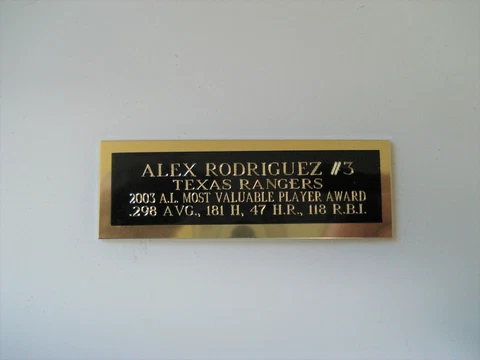 ALEX RODRIGUEZ #3
TEXAS RANGERS
2003 A.L. MOST VALUABLE PLAYER AWARD
.298 AVG., 181 H, 47 H.R., 118 R.B.I.